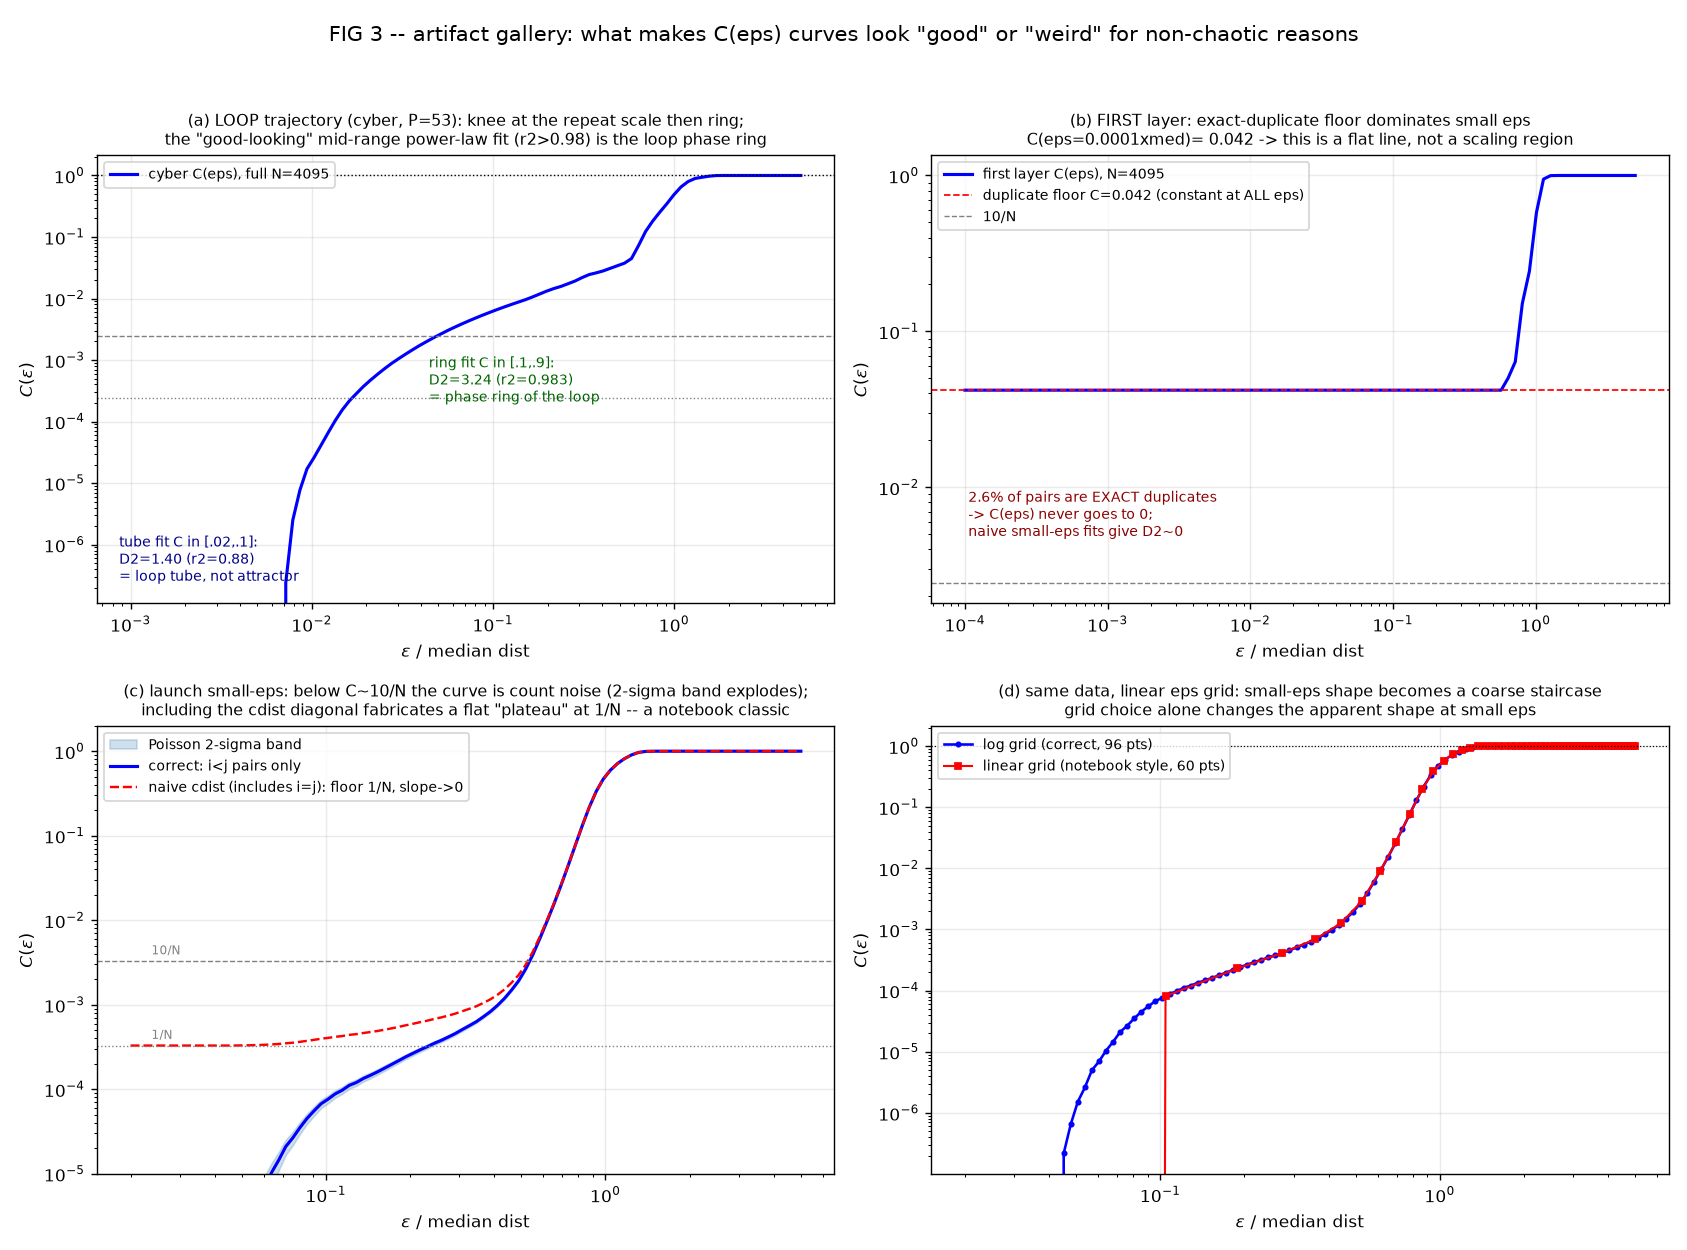 FIG 3 -- artifact gallery: what makes C(eps) curves look "good" or "weird" for non-chaotic reasons
(a) LOOP trajectory (cyber, P=53): knee at the repeat scale then ring;
the "good-looking" mid-range power-law fit (r2>0.98) is the loop phase ring
cyber C(eps), full N=4095
10⁰
10⁻¹
10⁻²
10⁻³
10⁻⁴
10⁻⁵
10⁻⁶
C(ε)
ring fit C in [.1,.9]:
D2=3.24 (r2=0.983)
= phase ring of the loop
tube fit C in [.02,.1]:
D2=1.40 (r2=0.88)
= loop tube, not attractor
10⁻³ 10⁻² 10⁻¹ 10⁰
ε / median dist
(b) FIRST layer: exact-duplicate floor dominates small eps
C(eps=0.0001xmed)= 0.042 -> this is a flat line, not a scaling region
first layer C(eps), N=4095
duplicate floor C=0.042 (constant at ALL eps)
10/N
10⁰
10⁻¹
10⁻²
C(ε)
2.6% of pairs are EXACT duplicates
-> C(eps) never goes to 0;
naive small-eps fits give D2~0
10⁻⁴ 10⁻³ 10⁻² 10⁻¹ 10⁰
ε / median dist
(c) launch small-eps: below C~10/N the curve is count noise (2-sigma band explodes);
including the cdist diagonal fabricates a flat "plateau" at 1/N -- a notebook classic
Poisson 2-sigma band
correct: i<j pairs only
naive cdist (includes i=j): floor 1/N, slope->0
10⁰
10⁻¹
10⁻²
10⁻³
10⁻⁴
10⁻⁵
C(ε)
10/N
1/N
10⁻¹ 10⁰
ε / median dist
(d) same data, linear eps grid: small-eps shape becomes a coarse staircase
grid choice alone changes the apparent shape at small eps
log grid (correct, 96 pts)
linear grid (notebook style, 60 pts)
10⁰
10⁻¹
10⁻²
10⁻³
10⁻⁴
10⁻⁵
10⁻⁶
C(ε)
10⁻¹ 10⁰
ε / median dist